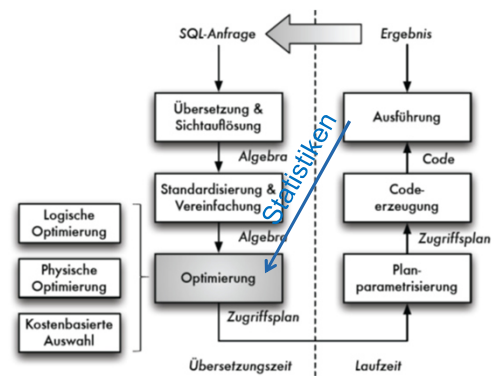 SQL-Anfrage
Ergebnis
Übersetzung &
Sichtauflösung
Ausführung
Statistiken
Algebra
Code
Standardisierung &
Vereinfachung
Code-
erzeugung
Logische
Optimierung
Algebra
Zugriffsplan
Physische
Optimierung
Optimierung
Plan-
parametrisierung
Kostenbasierte
Auswahl
Zugriffsplan
Übersetzungszeit
Laufzeit